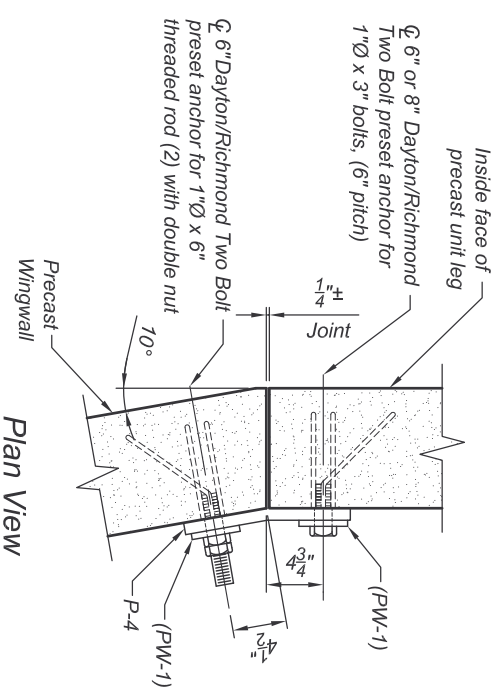 Inside face of
precast unit leg
℄ 6" or 8" Dayton/Richmond
Two Bolt preset anchor for
1"Ø x 3" bolts, (6" pitch)
℄ 6"Dayton/Richmond Two Bolt
preset anchor for 1"Ø x 6"
threaded rod (2) with double nut
1/4"±
Joint
10°
Precast
Wingwall
(PW-1)
4 3/4"
4 1/2"
(PW-1)
P-4
Plan View